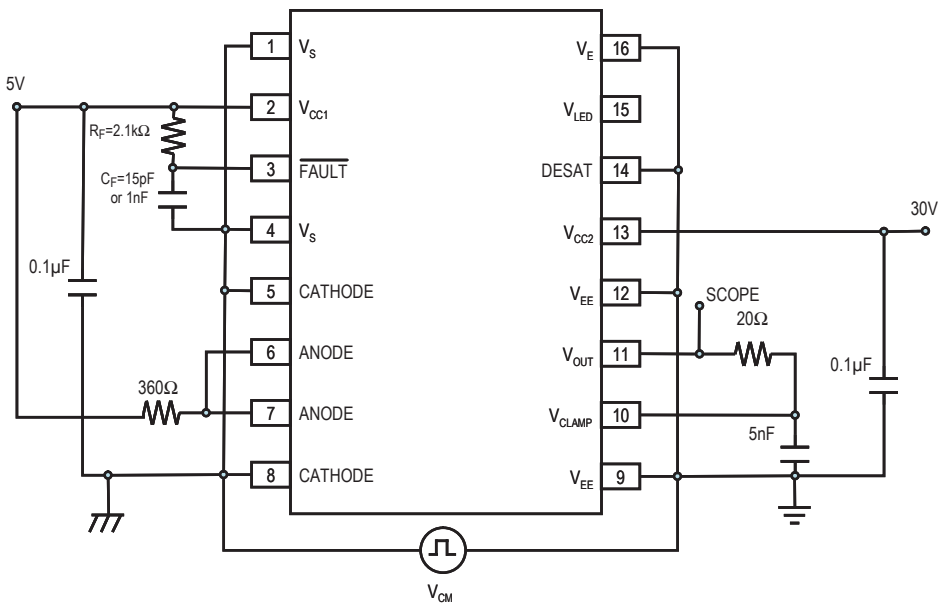 1 V_S
V_E 16
5V
2 V_CC1
V_LED 15
R_F=2.1kΩ
3 FAULT
DESAT 14
C_F=15pF
or 1nF
4 V_S
V_CC2 13
30V
0.1µF
5 CATHODE
V_EE 12
SCOPE
20Ω
6 ANODE
V_OUT 11
0.1µF
360Ω
7 ANODE
V_CLAMP 10
5nF
8 CATHODE
V_EE 9
V_CM